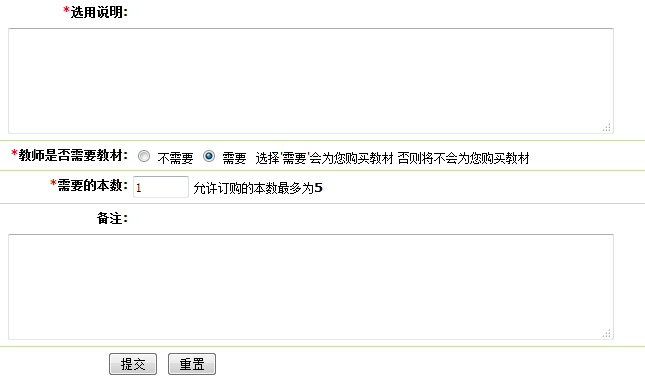 *选用说明:
*教师是否需要教材: 不需要 需要 选择'需要'会为您购买教材 否则将不会为您购买教材
*需要的本数: 1 允许订购的本数最多为5
备注:
提交 重置